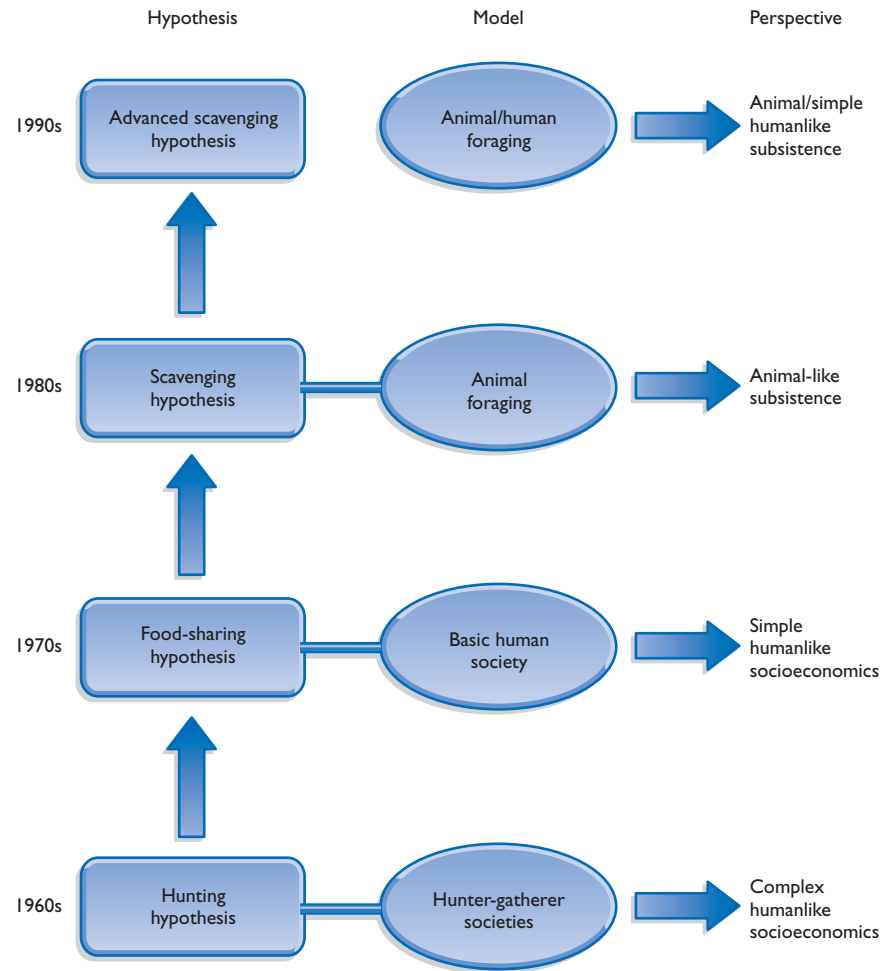 Hypothesis
Model
Perspective
1990s
Advanced scavenging
hypothesis
Animal/human
foraging
Animal/simple
humanlike
subsistence
1980s
Scavenging
hypothesis
Animal
foraging
Animal-like
subsistence
1970s
Food-sharing
hypothesis
Basic human
society
Simple
humanlike
socioeconomics
1960s
Hunting
hypothesis
Hunter-gatherer
societies
Complex
humanlike
socioeconomics